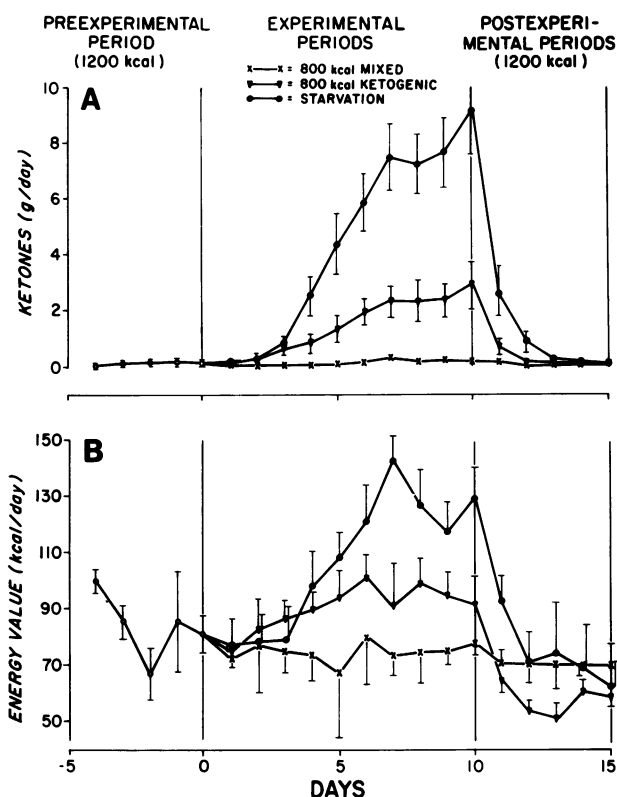 PREEXPERIMENTAL
PERIOD
(1200 kcal)
EXPERIMENTAL
PERIODS
POSTEXPERI-
MENTAL PERIODS
(1200 kcal)
x—x = 800 kcal MIXED
▼—▼ = 800 kcal KETOGENIC
●—● = STARVATION
A
KETONES (g/day)
10
8
6
4
2
0
B
ENERGY VALUE (kcal/day)
150
130
110
90
70
50
-5 0 5 10 15
DAYS